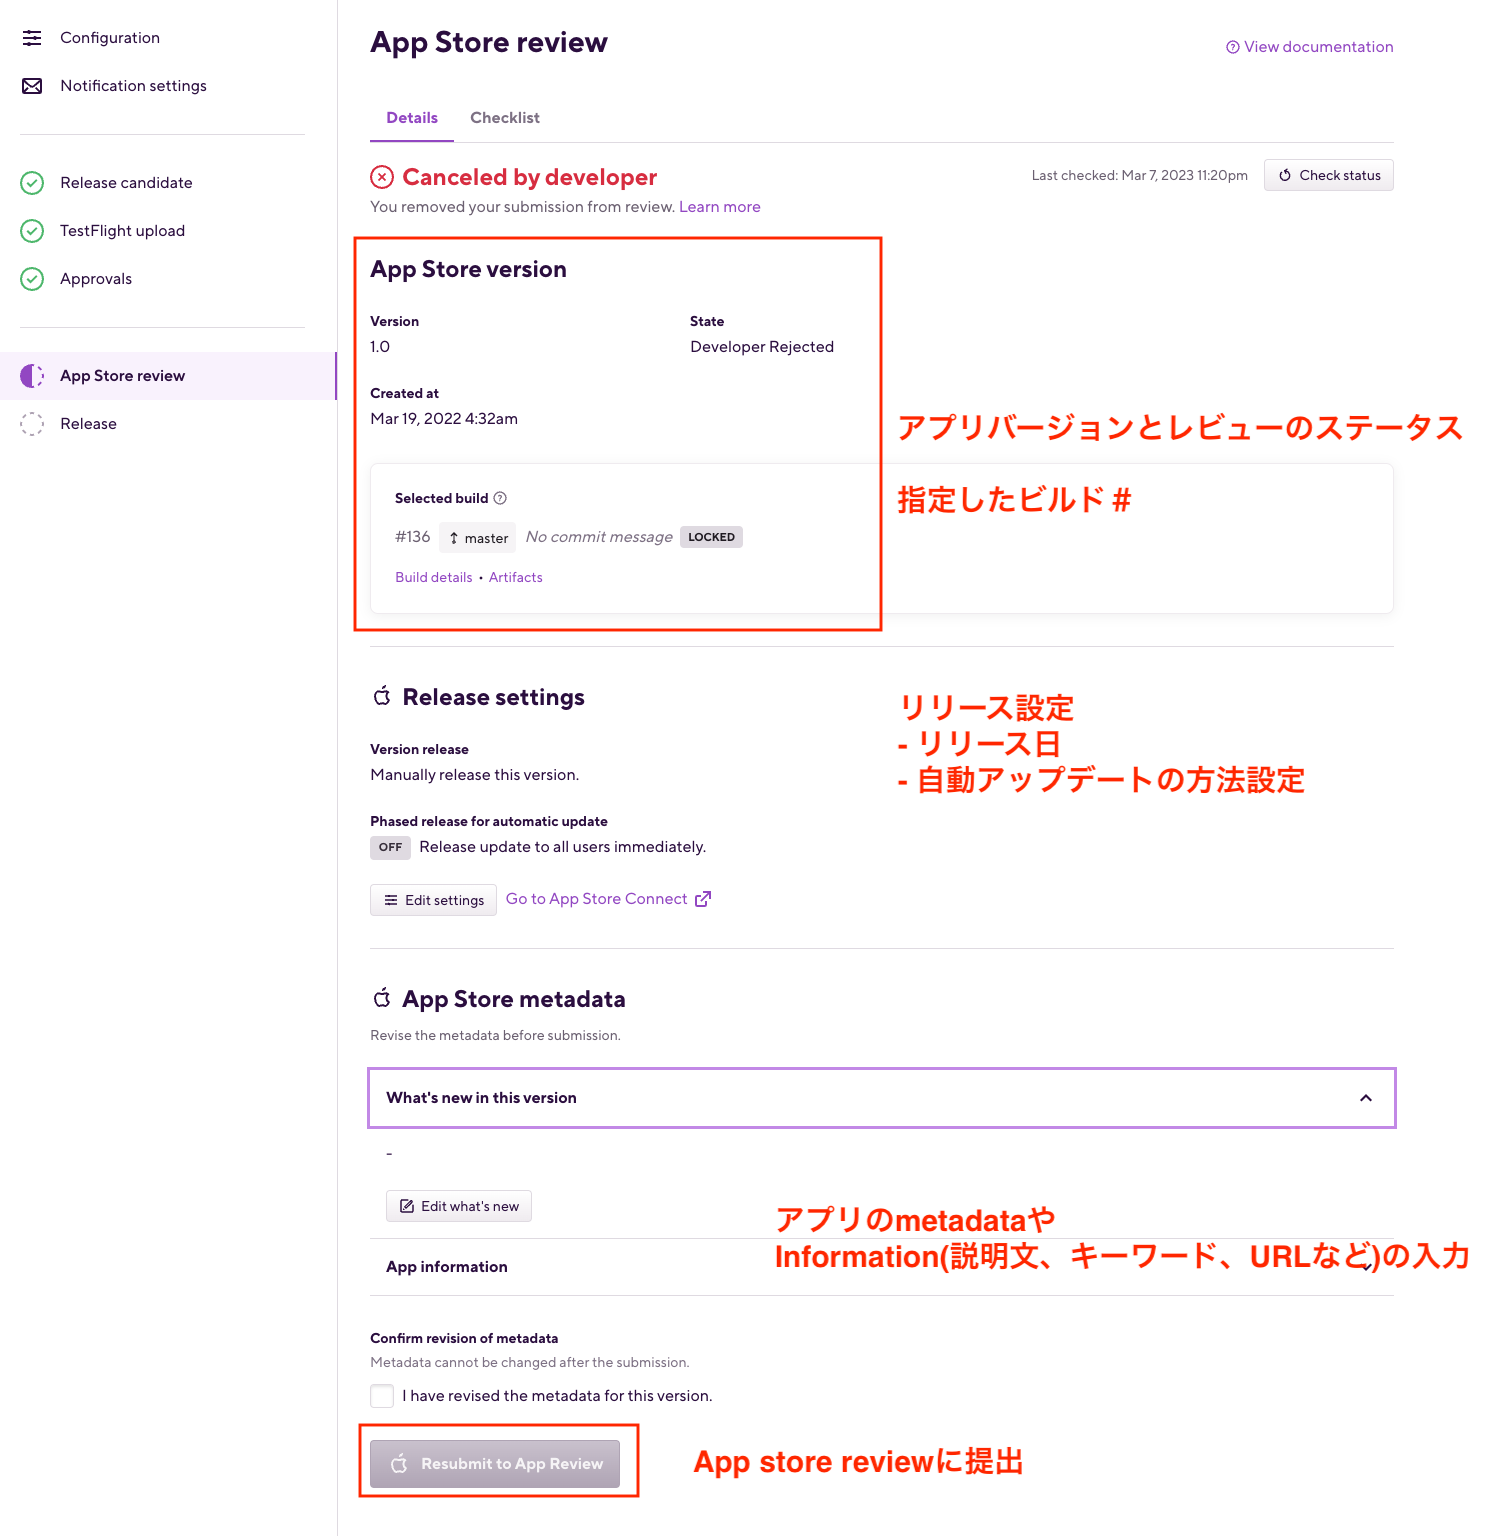 Configuration
Notification settings
Release candidate
TestFlight upload
Approvals
App Store review
Release
App Store review
View documentation
Details Checklist
Canceled by developer
Last checked: Mar 7, 2023 11:20pm
Check status
You removed your submission from review. Learn more
App Store version
Version State
1.0 Developer Rejected
Created at
Mar 19, 2022 4:32am
アプリバージョンとレビューのステータス
指定したビルド #
Selected build
#136 master No commit message LOCKED
Build details • Artifacts
Release settings
リリース設定
- リリース日
- 自動アップデートの方法設定
Version release
Manually release this version.
Phased release for automatic update
OFF Release update to all users immediately.
Edit settings Go to App Store Connect
App Store metadata
Revise the metadata before submission.
What's new in this version
-
Edit what's new
アプリのmetadataや
Information(説明文、キーワード、URLなど)の入力
App information
Confirm revision of metadata
Metadata cannot be changed after the submission.
I have revised the metadata for this version.
Resubmit to App Review
App store reviewに提出